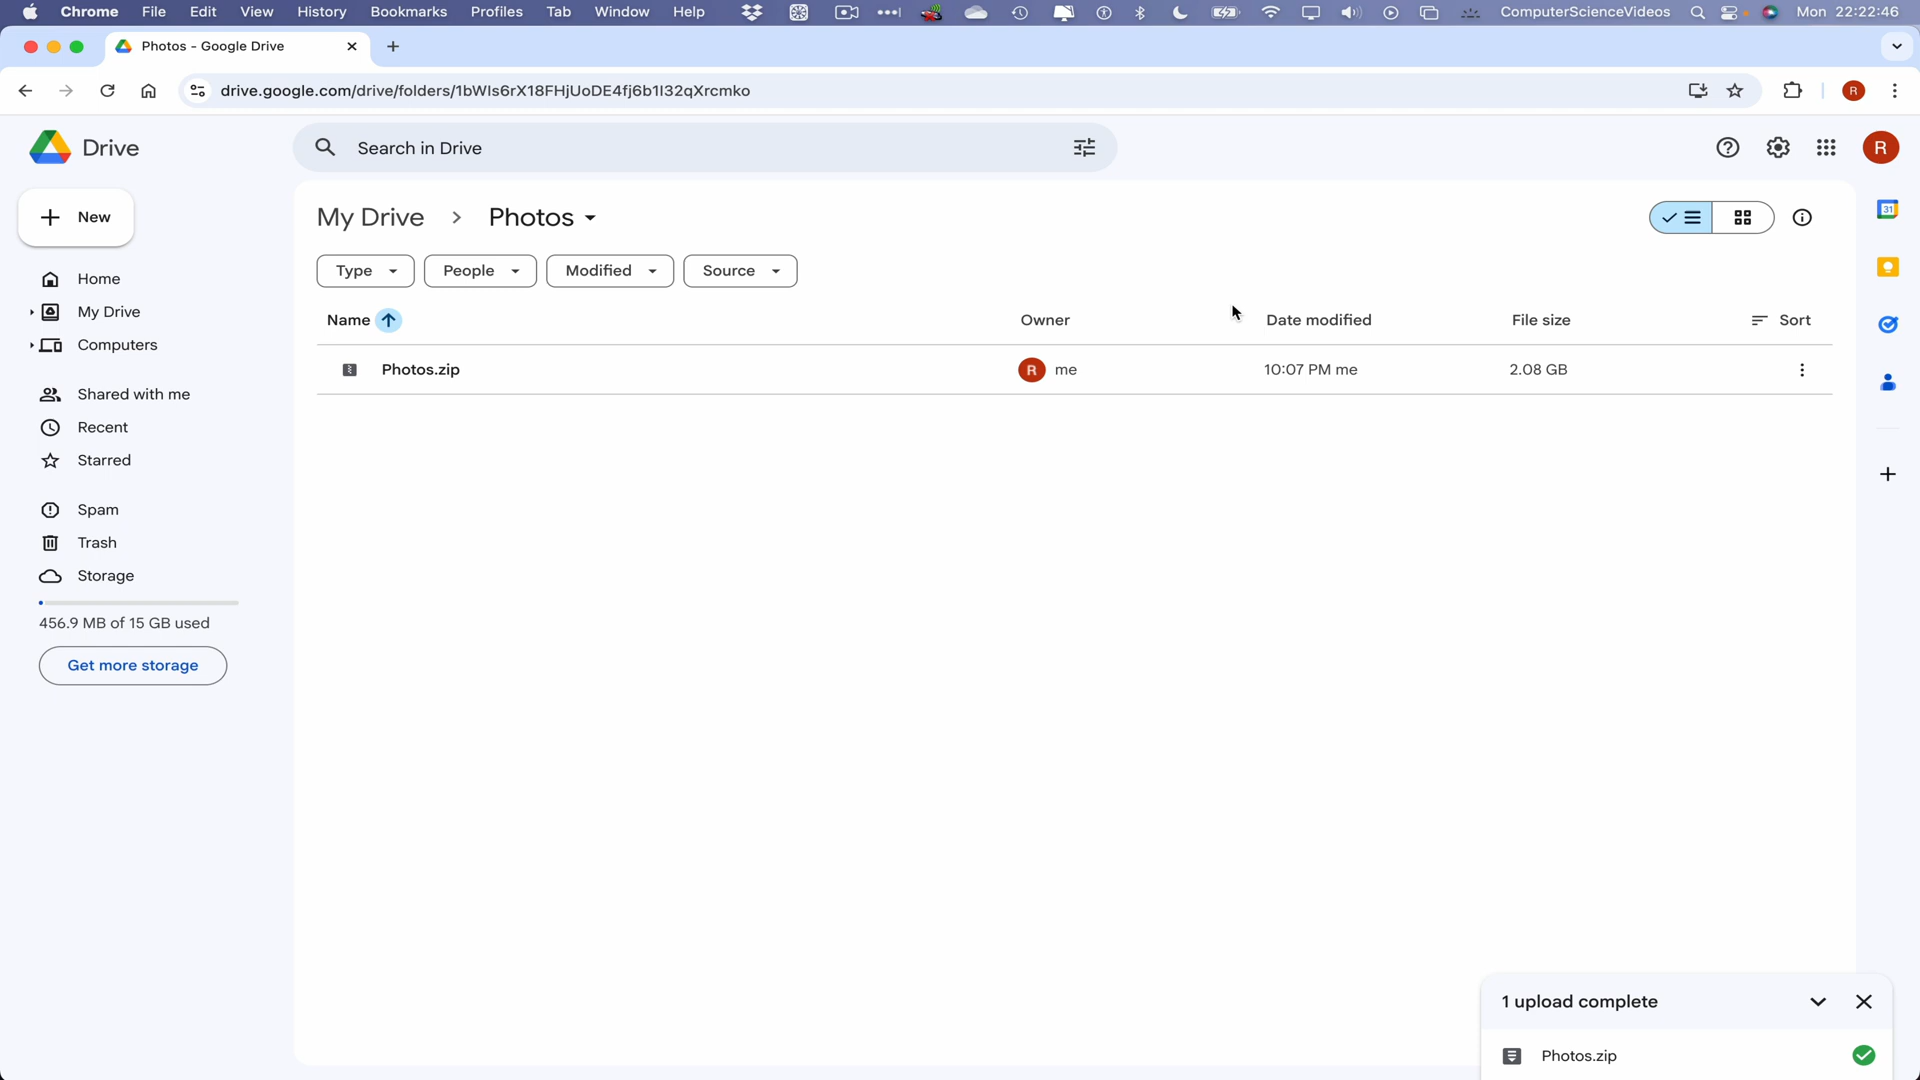 Chrome File Edit View History Bookmarks Profiles Tab Window Help ComputerScienceVideos Mon 22:22:46
Photos - Google Drive
drive.google.com/drive/folders/1bWIs6rX18FHjUoDE4fj6b1I32qXrcmko R
Drive
Search in Drive
R
New
My Drive > Photos
31
Type People Modified Source
Home
My Drive
Computers
Name Owner Date modified File size Sort
Photos.zip R me 10:07 PM me 2.08 GB
Shared with me
Recent
Starred
Spam
Trash
Storage
456.9 MB of 15 GB used
Get more storage
1 upload complete
Photos.zip